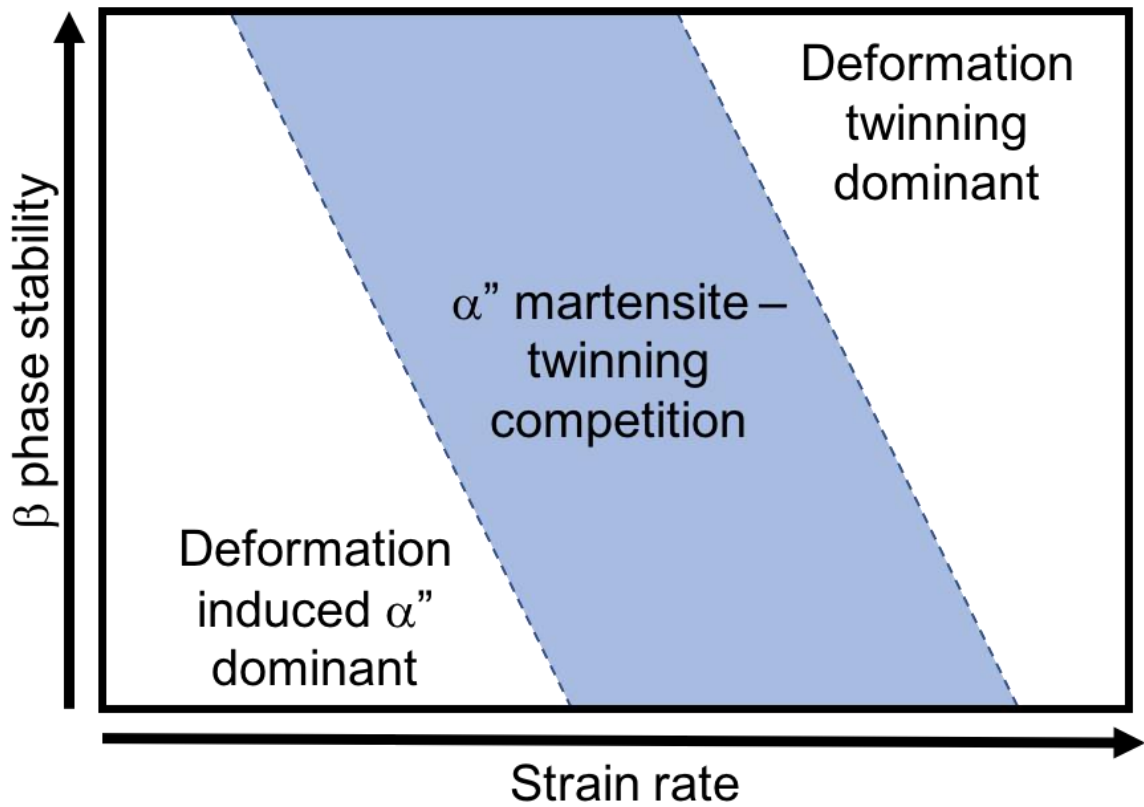 Deformation
twinning
dominant
α” martensite –
twinning
competition
β phase stability
Deformation
induced α”
dominant
Strain rate